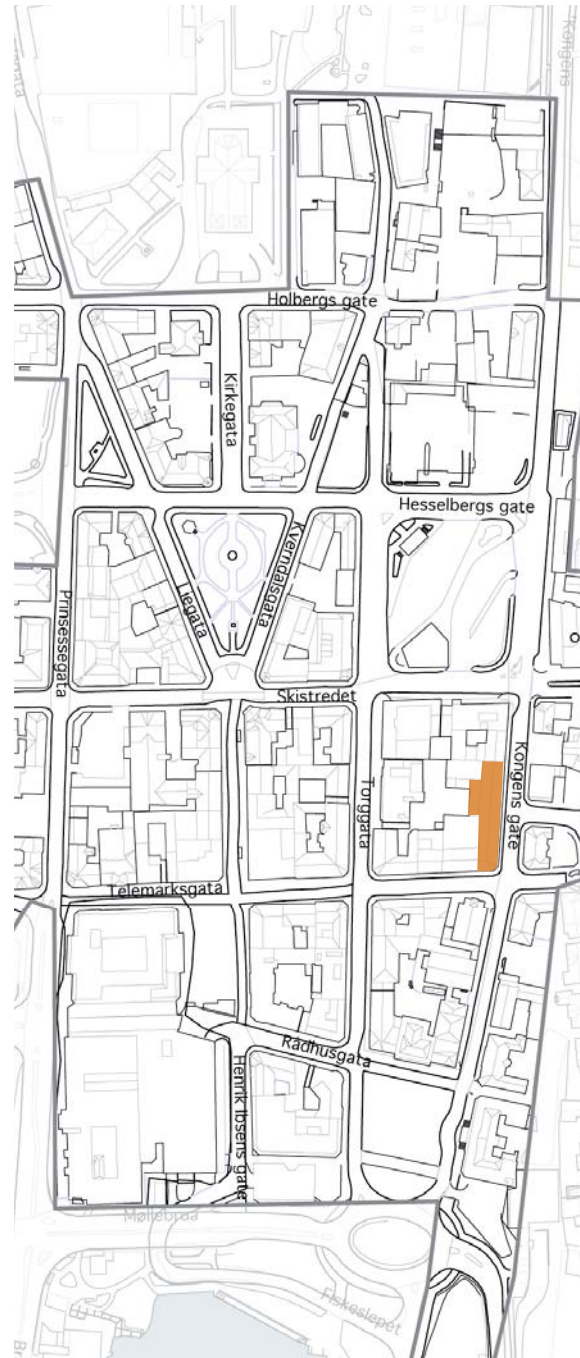 Kongens
Holbergs gate
Kirkegata
Hesselbergs gate
Kverndalsgata
Liegata
Prinsessegata
Skistredet
Torggata
Kongens gate
Telemarksgata
Rådhusgata
Henrik Ibsens gate
Møllebrua
Fiskeslepet